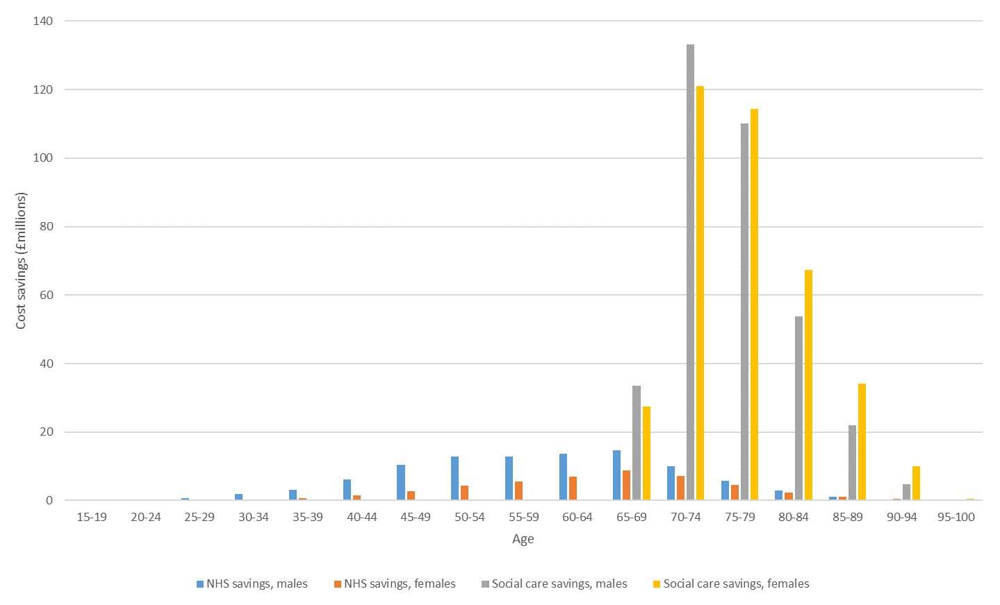 140
120
100
80
60
40
20
0
Cost savings (£millions)
15-19 20-24 25-29 30-34 35-39 40-44 45-49 50-54 55-59 60-64 65-69 70-74 75-79 80-84 85-89 90-94 95-100
Age
NHS savings, males NHS savings, females Social care savings, males Social care savings, females